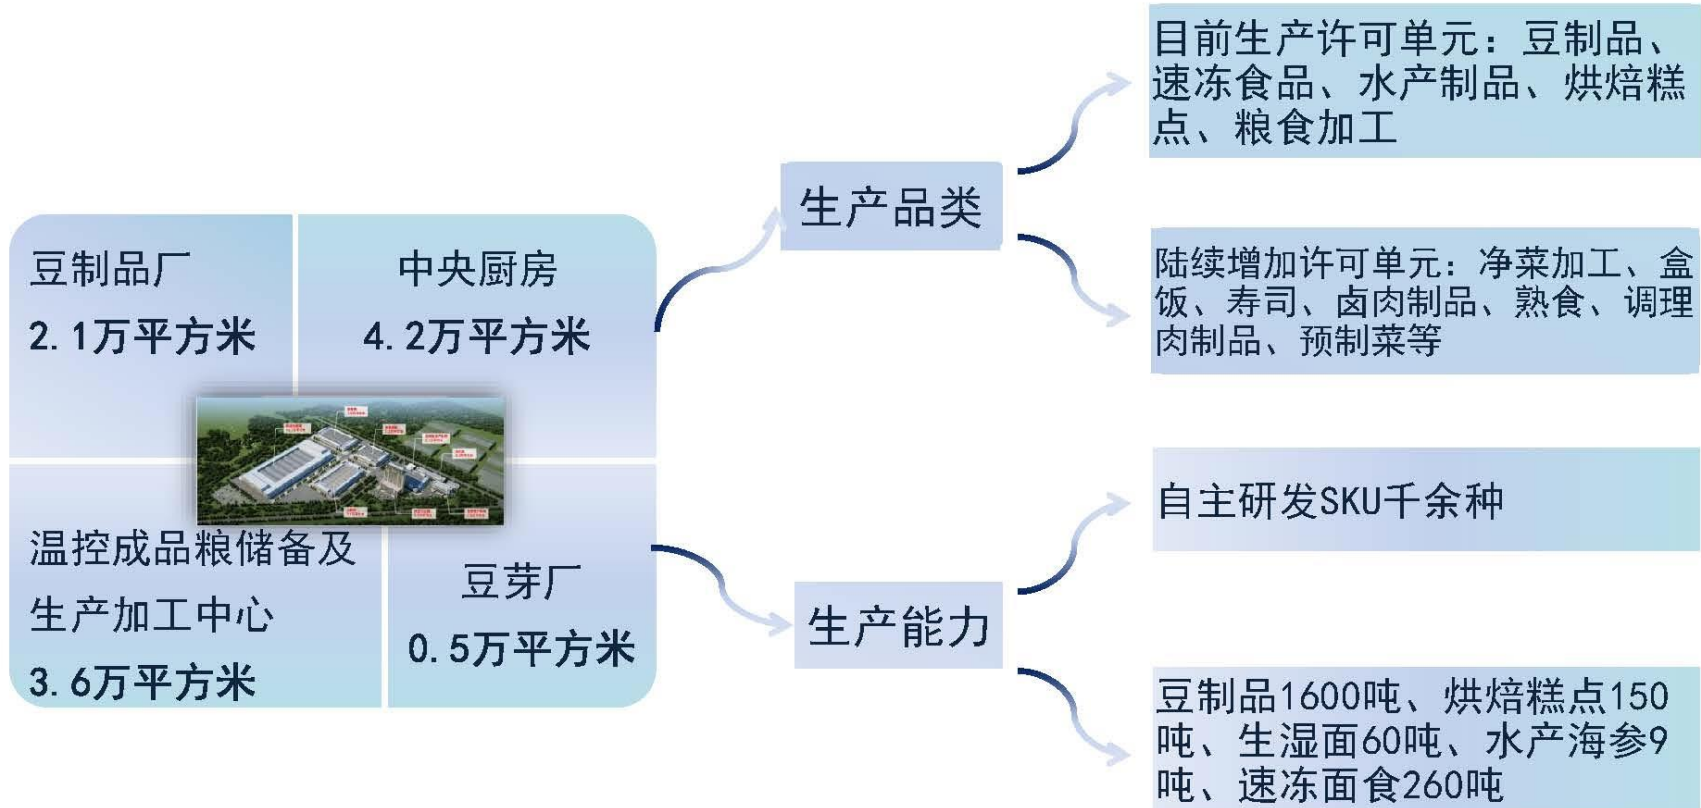 豆制品厂
2.1万平方米
中央厨房
4.2万平方米
温控成品粮储备及
生产加工中心
3.6万平方米
豆芽厂
0.5万平方米
生产品类
目前生产许可单元：豆制品、
速冻食品、水产制品、烘焙糕
点、粮食加工
陆续增加许可单元：净菜加工、盒
饭、寿司、卤肉制品、熟食、调理
肉制品、预制菜等
生产能力
自主研发SKU千余种
豆制品1600吨、烘焙糕点150
吨、生湿面60吨、水产海参9
吨、速冻面食260吨